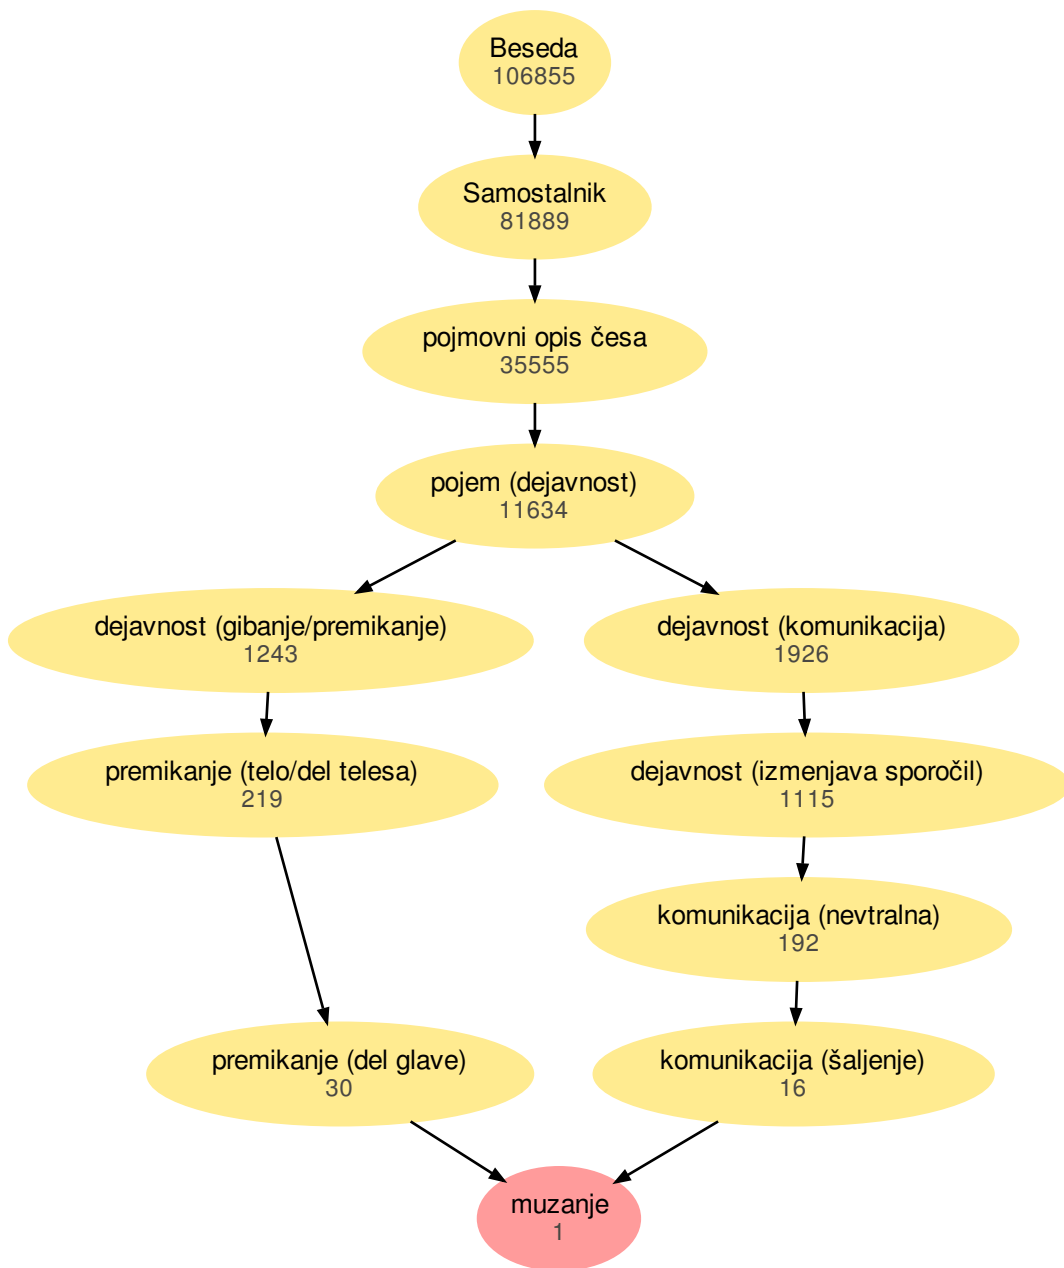 Beseda
106855
Samostalnik
81889
pojmovni opis česa
35555
pojem (dejavnost)
11634
dejavnost (gibanje/premikanje)
1243
dejavnost (komunikacija)
1926
premikanje (telo/del telesa)
219
dejavnost (izmenjava sporočil)
1115
komunikacija (nevtralna)
192
premikanje (del glave)
30
komunikacija (šaljenje)
16
muzanje
1